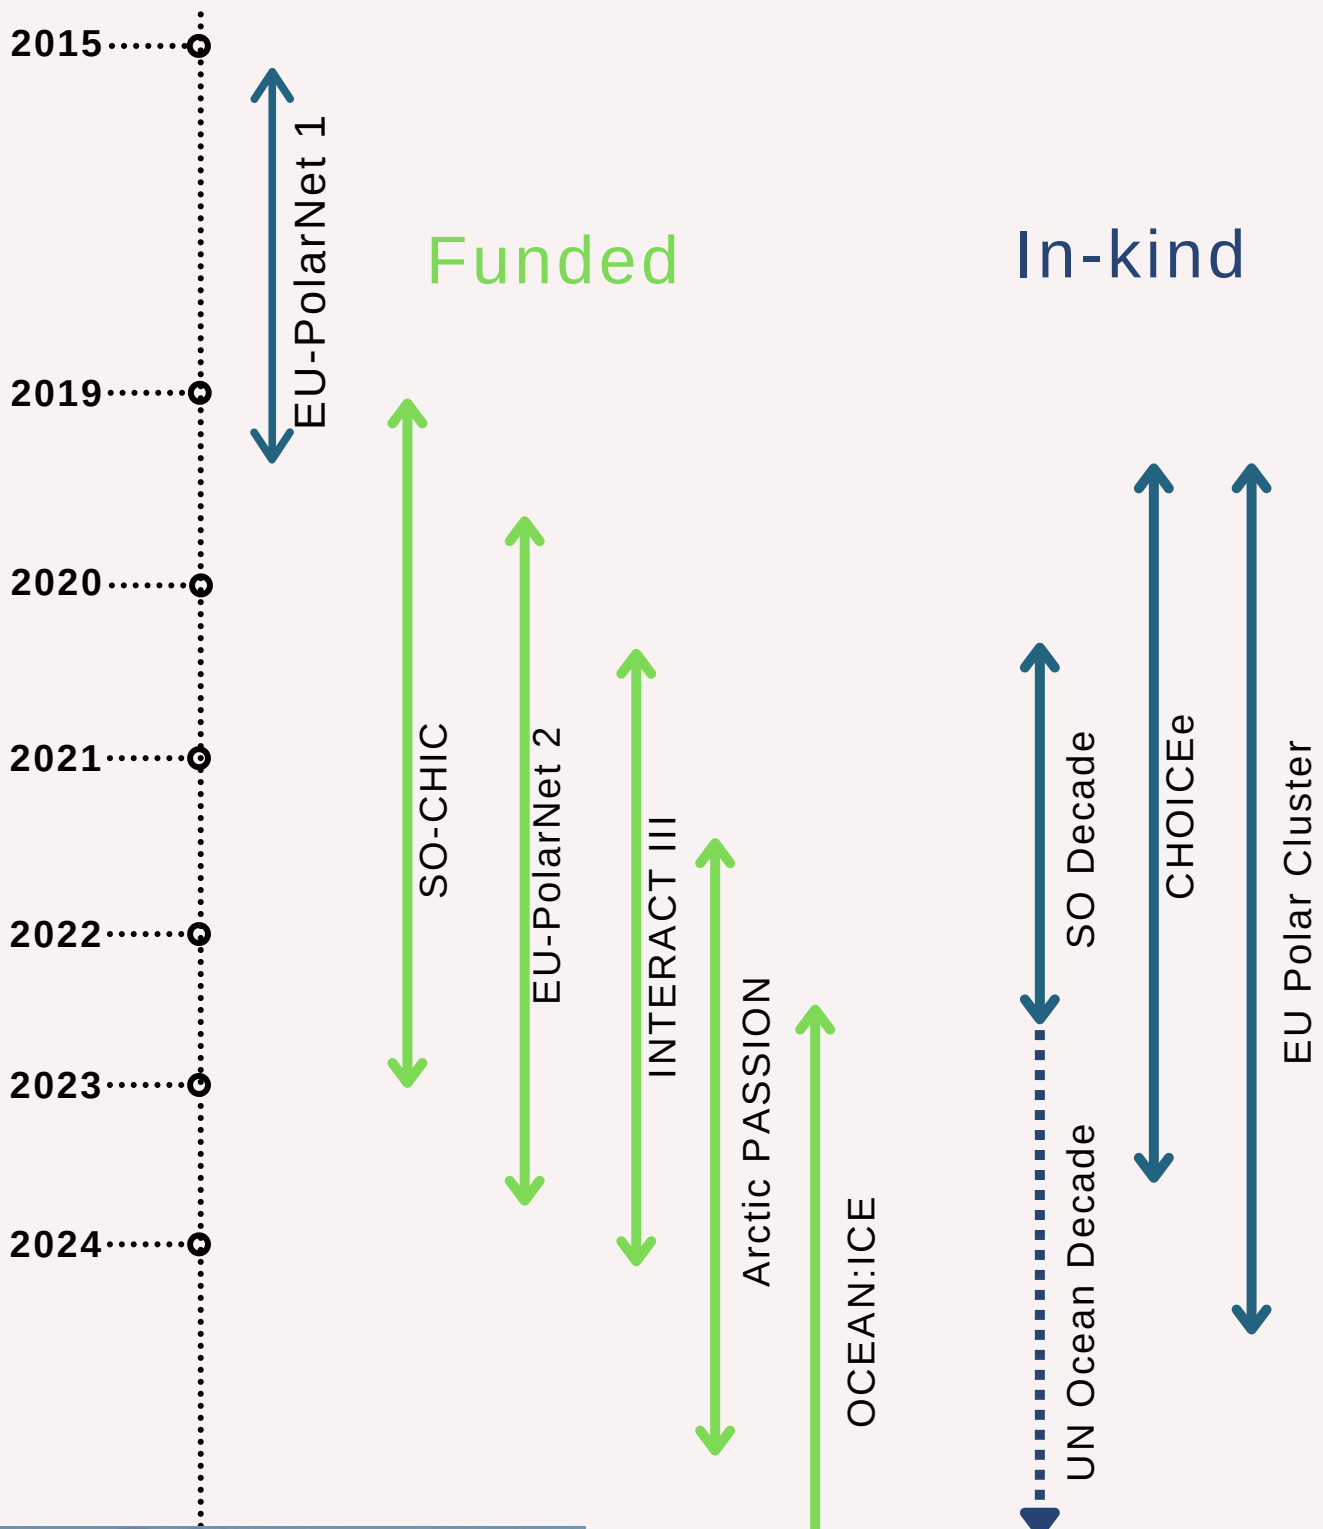 2015
EU-PolarNet 1
Funded
In-kind
2019
2020
2021
2022
2023
2024
SO-CHIC
EU-PolarNet 2
INTERACT III
Arctic PASSION
OCEAN:ICE
SO Decade
UN Ocean Decade
CHOICEe
EU Polar Cluster